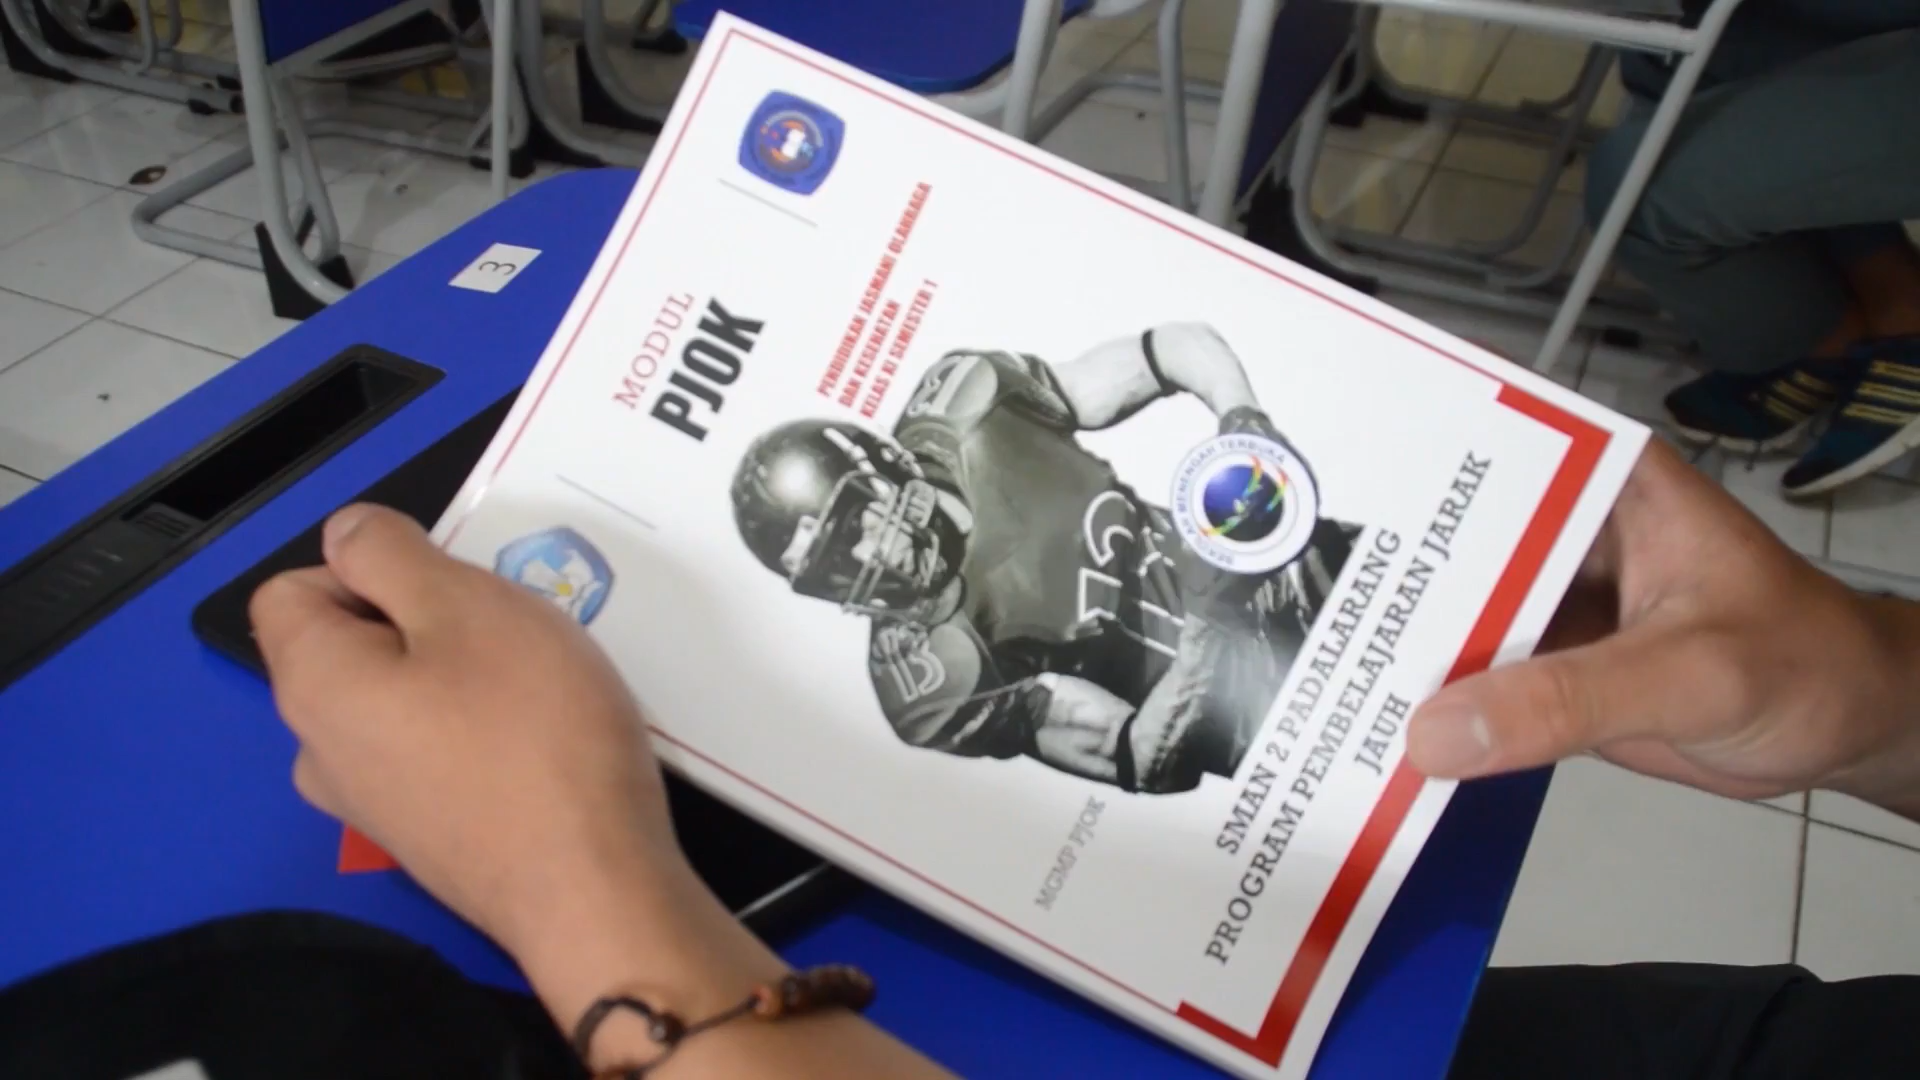 MODUL
PJOK
PENDIDIKAN JASMANI OLAHRAGA
DAN KESEHATAN
KELAS XI SEMESTER 1
SEKOLAH MENENGAH TERBUKA
SMAN 2 PADALARANG
PROGRAM PEMBELAJARAN JARAK
JAUH
MGMP PJOK
3